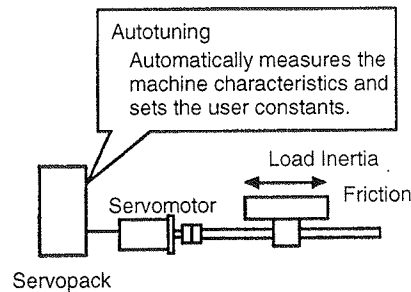 Autotuning
Automatically measures the
machine characteristics and
sets the user constants.
Load Inertia
Friction
Servomotor
Servopack